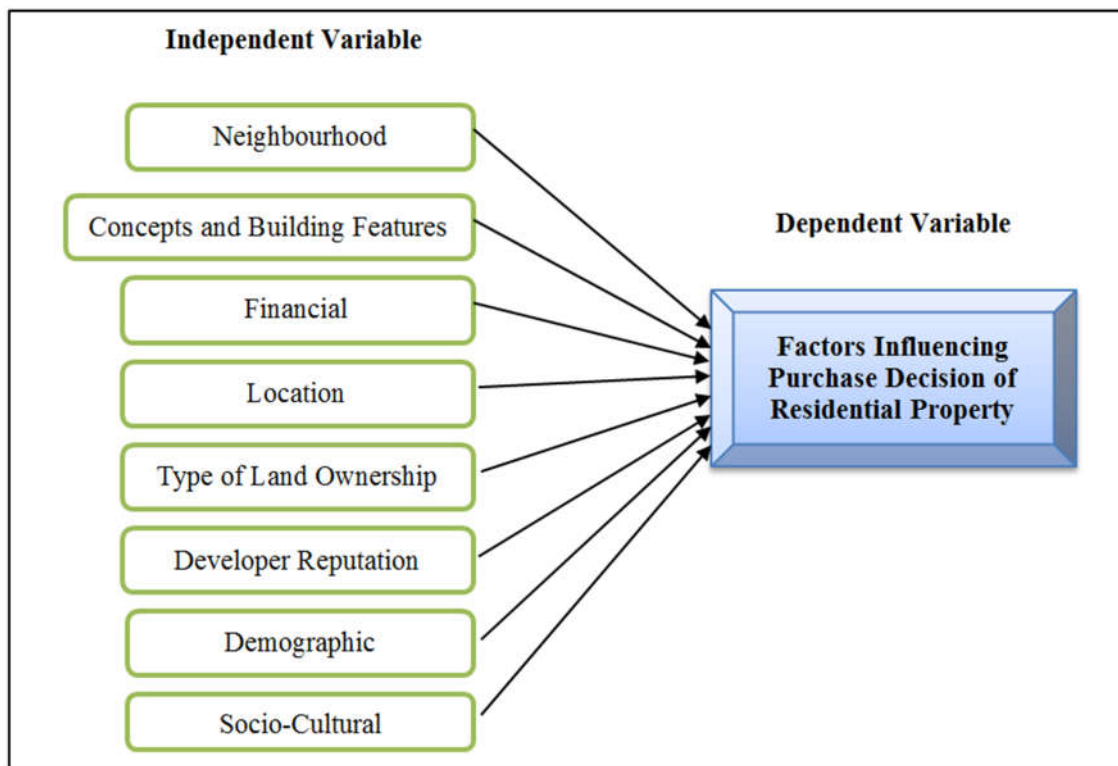 Independent Variable
Neighbourhood
Concepts and Building Features
Financial
Location
Type of Land Ownership
Developer Reputation
Demographic
Socio-Cultural
Dependent Variable
Factors Influencing
Purchase Decision of
Residential Property